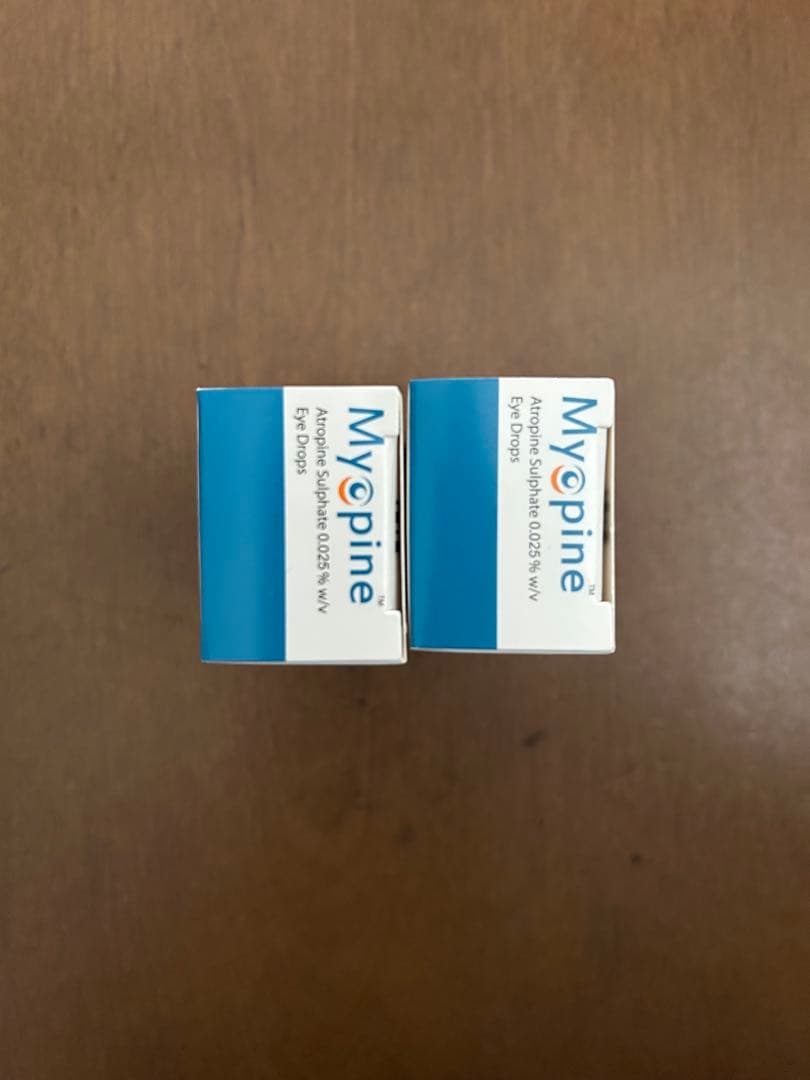 Myopine™
Atropine Sulphate 0.025 % w/v
Eye Drops
Myopine™
Atropine Sulphate 0.025 % w/v
Eye Drops